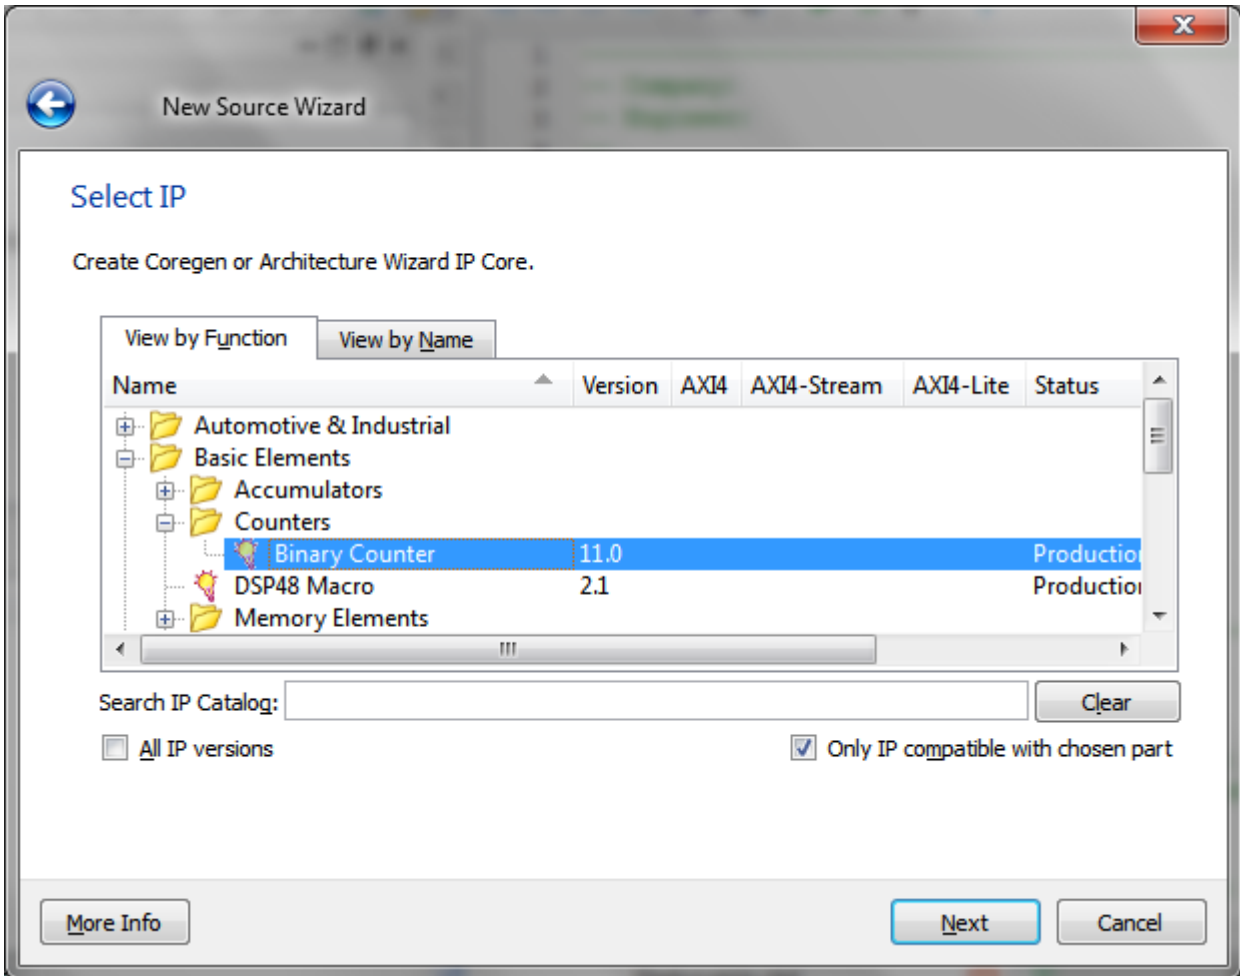 New Source Wizard
Select IP
Create Coregen or Architecture Wizard IP Core.
View by Function View by Name
Name Version AXI4 AXI4-Stream AXI4-Lite Status
Automotive & Industrial
Basic Elements
Accumulators
Counters
Binary Counter 11.0 Production
DSP48 Macro 2.1 Production
Memory Elements
Search IP Catalog: Clear
All IP versions Only IP compatible with chosen part
More Info Next Cancel